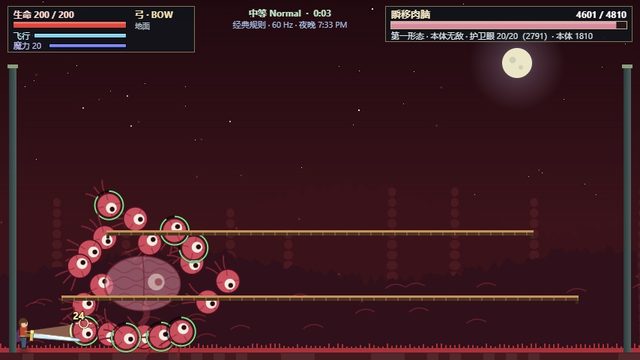 生命 200 / 200
弓 · BOW
飞行
地面
魔力 20
中等 Normal · 0:03
经典规则 · 60 Hz · 夜晚 7:33 PM
瞬移肉脑
4601 / 4810
第一形态 · 本体无敌 · 护卫眼 20/20（2791）· 本体 1810
24